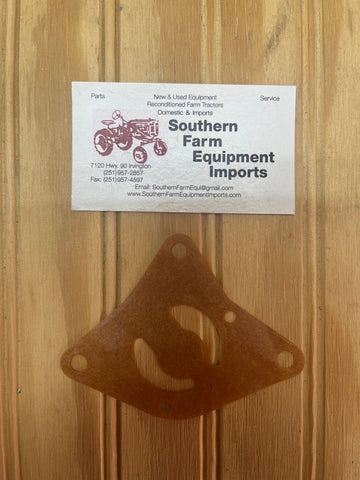 Parts New & Used Equipment Service
Reconditioned Farm Tractors
Domestic & Imports
Southern
Farm
Equipment
Imports
7120 Hwy. 90 Irvington
(251)957-2857
Fax: (251)957-4597
Email: SouthernFarmEqui@gmail.com
www.SouthernFarmEquipmentImports.com